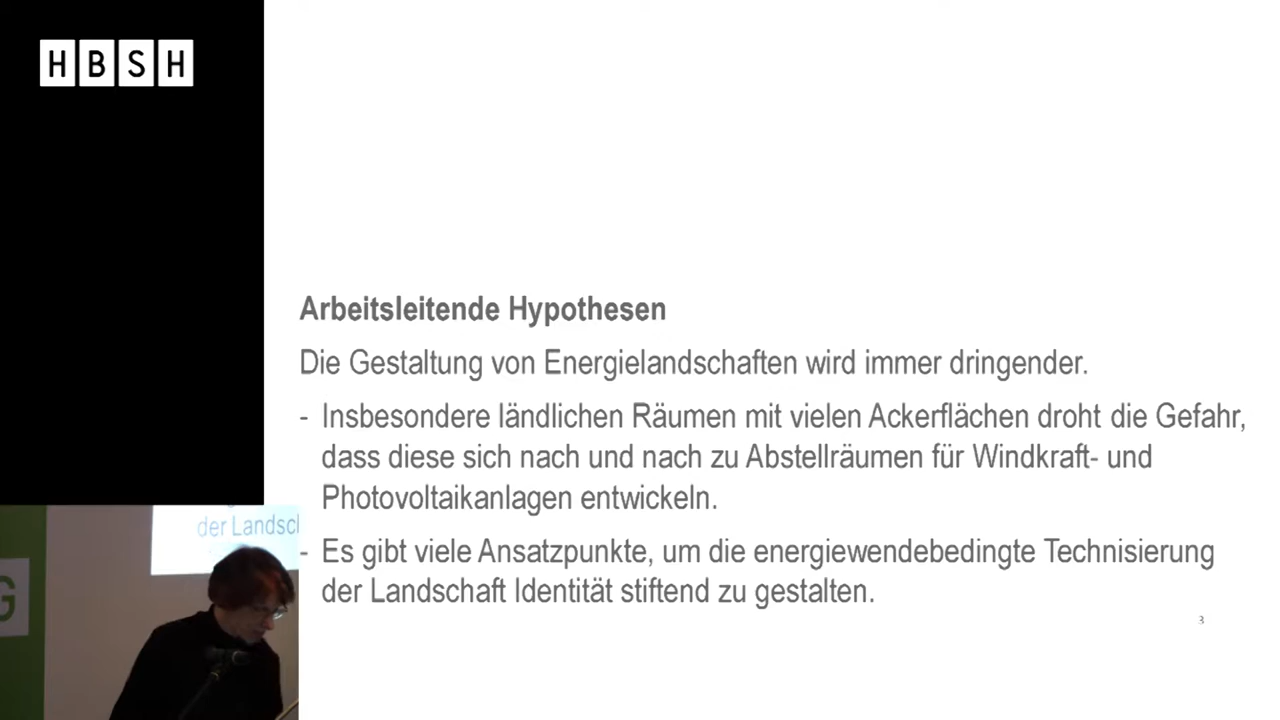 HBSH
Arbeitsleitende Hypothesen
Die Gestaltung von Energielandschaften wird immer dringender.
- Insbesondere ländlichen Räumen mit vielen Ackerflächen droht die Gefahr,
dass diese sich nach und nach zu Abstellräumen für Windkraft- und
Photovoltaikanlagen entwickeln.
- Es gibt viele Ansatzpunkte, um die energiewendebedingte Technisierung
der Landschaft Identität stiftend zu gestalten.
3
der Landsch
G